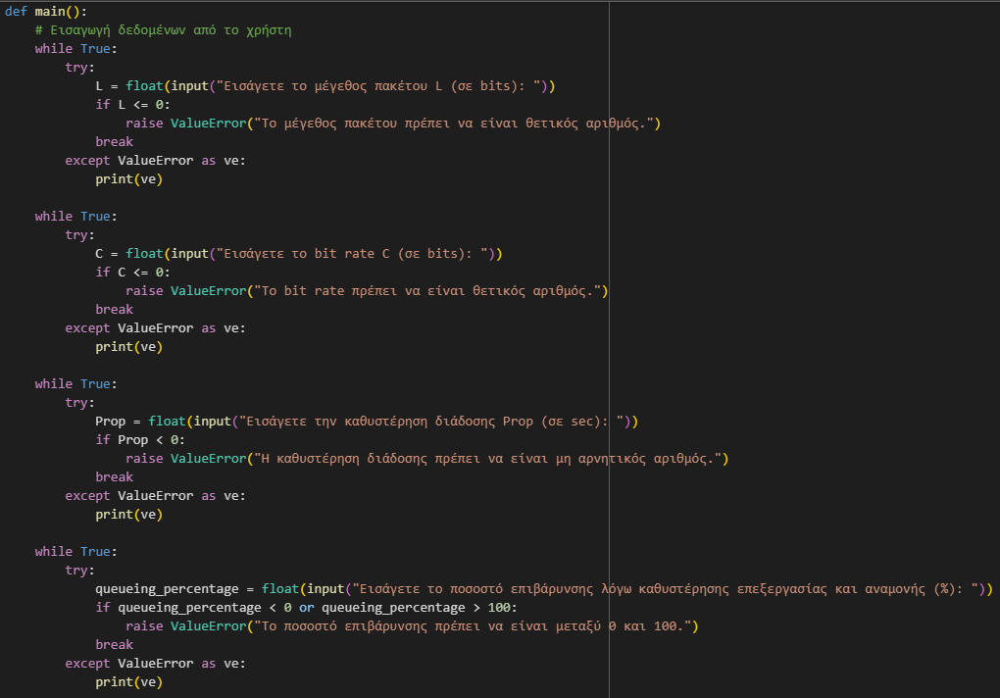 def main():
    # Εισαγωγή δεδομένων από το χρήστη
    while True:
        try:
            L = float(input("Εισάγετε το μέγεθος πακέτου L (σε bits): "))
            if L <= 0:
                raise ValueError("Το μέγεθος πακέτου πρέπει να είναι θετικός αριθμός.")
            break
        except ValueError as ve:
            print(ve)

    while True:
        try:
            C = float(input("Εισάγετε το bit rate C (σε bits): "))
            if C <= 0:
                raise ValueError("Το bit rate πρέπει να είναι θετικός αριθμός.")
            break
        except ValueError as ve:
            print(ve)

    while True:
        try:
            Prop = float(input("Εισάγετε την καθυστέρηση διάδοσης Prop (σε sec): "))
            if Prop < 0:
                raise ValueError("Η καθυστέρηση διάδοσης πρέπει να είναι μη αρνητικός αριθμός.")
            break
        except ValueError as ve:
            print(ve)

    while True:
        try:
            queueing_percentage = float(input("Εισάγετε το ποσοστό επιβάρυνσης λόγω καθυστέρησης επεξεργασίας και αναμονής (%): "))
            if queueing_percentage < 0 or queueing_percentage > 100:
                raise ValueError("Το ποσοστό επιβάρυνσης πρέπει να είναι μεταξύ 0 και 100.")
            break
        except ValueError as ve:
            print(ve)